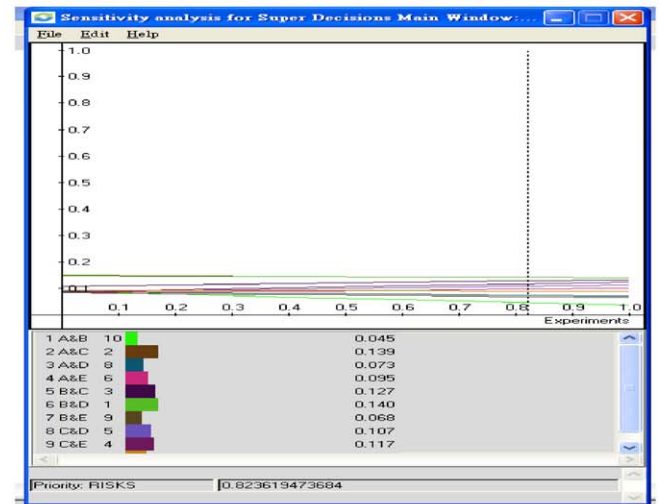 Sensitivity analysis for Super Decisions Main Window:...
File Edit Help
1.0
0.9
0.8
0.7
0.6
0.5
0.4
0.3
0.2
0.1
0.1 0.2 0.3 0.4 0.5 0.6 0.7 0.8 0.9 1.0
Experiments
1 A&B 10 0.045
2 A&C 2 0.139
3 A&D 8 0.073
4 A&E 6 0.095
5 B&C 3 0.127
6 B&D 1 0.140
7 B&E 9 0.068
8 C&D 5 0.107
9 C&E 4 0.117
Priority: RISKS 0.823619473684